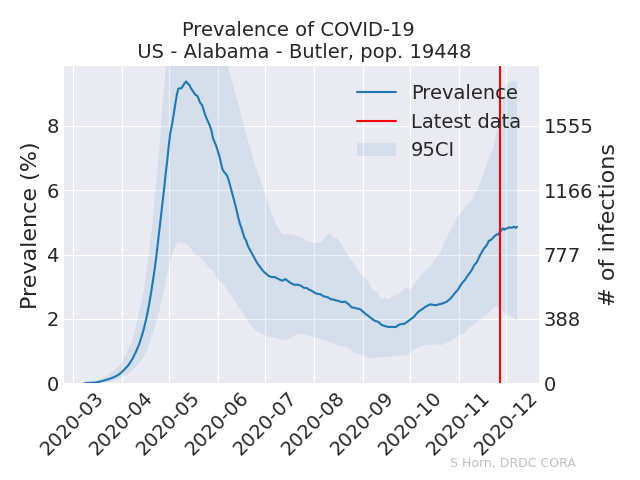 Prevalence of COVID-19
US - Alabama - Butler, pop. 19448
Prevalence
Latest data
95CI
Prevalence (%)
8
6
4
2
0
1555
1166
777
388
0
# of infections
2020-03
2020-04
2020-05
2020-06
2020-07
2020-08
2020-09
2020-10
2020-11
2020-12
S Horn, DRDC CORA